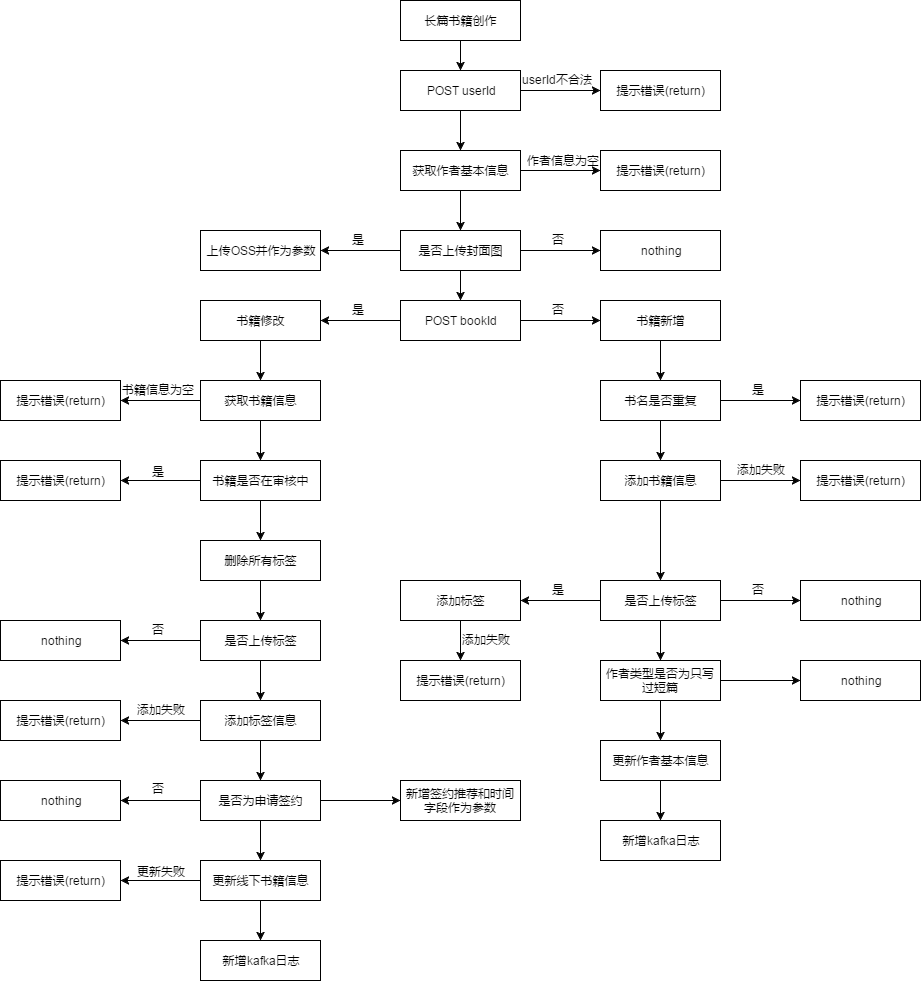 长篇书籍创作
POST userId
userId不合法
提示错误(return)
获取作者基本信息
作者信息为空
提示错误(return)
上传OSS并作为参数
是
是否上传封面图
否
nothing
书籍修改
是
POST bookId
否
书籍新增
提示错误(return)
书籍信息为空
获取书籍信息
书名是否重复
是
提示错误(return)
提示错误(return)
是
书籍是否在审核中
添加书籍信息
添加失败
提示错误(return)
删除所有标签
添加标签
是
是否上传标签
否
nothing
nothing
否
是否上传标签
添加失败
提示错误(return)
作者类型是否为只写
过短篇
nothing
提示错误(return)
添加失败
添加标签信息
更新作者基本信息
nothing
否
是否为申请签约
新增签约推荐和时间
字段作为参数
新增kafka日志
提示错误(return)
更新失败
更新线下书籍信息
新增kafka日志